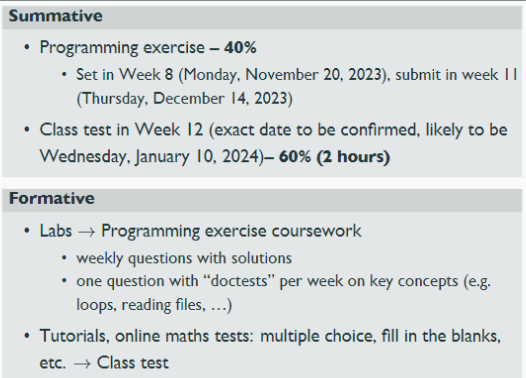 Summative
• Programming exercise – 40%
• Set in Week 8 (Monday, November 20, 2023), submit in week 11
(Thursday, December 14, 2023)
• Class test in Week 12 (exact date to be confirmed, likely to be
Wednesday, January 10, 2024)– 60% (2 hours)
Formative
• Labs → Programming exercise coursework
• weekly questions with solutions
• one question with “doctests” per week on key concepts (e.g.
loops, reading files, …)
• Tutorials, online maths tests: multiple choice, fill in the blanks,
etc. → Class test